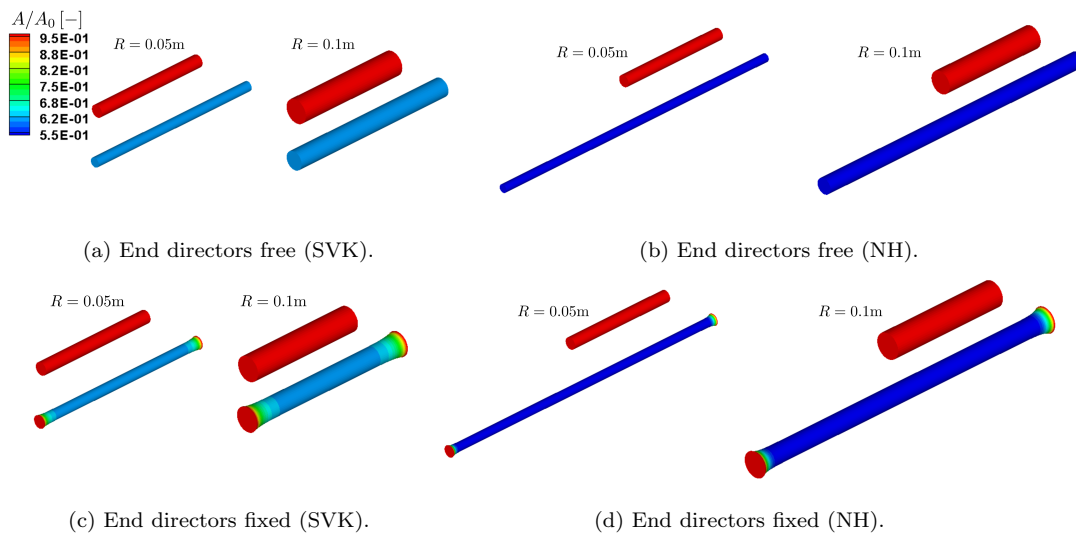 A/A₀ [−]
9.5E-01
8.8E-01
8.2E-01
7.5E-01
6.8E-01
6.2E-01
5.5E-01
R = 0.05m
R = 0.1m
R = 0.05m
R = 0.1m
(a) End directors free (SVK).
(b) End directors free (NH).
R = 0.05m
R = 0.1m
R = 0.05m
R = 0.1m
(c) End directors fixed (SVK).
(d) End directors fixed (NH).